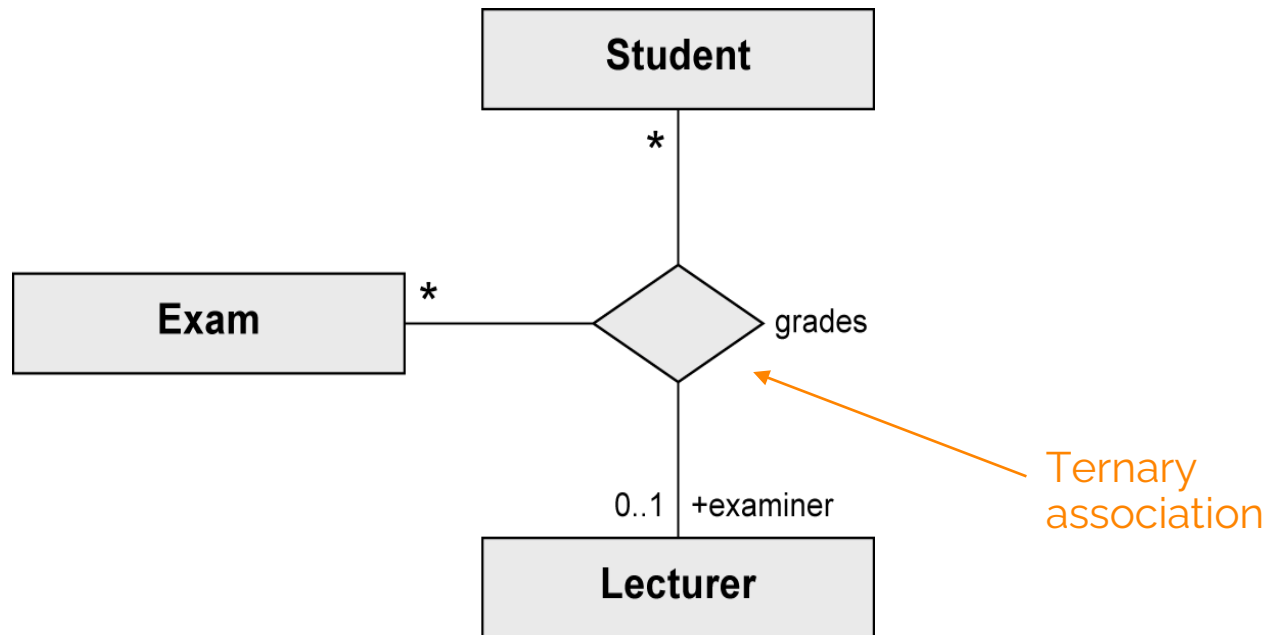 Student
*
Exam
*
grades
Ternary
association
0..1 +examiner
Lecturer